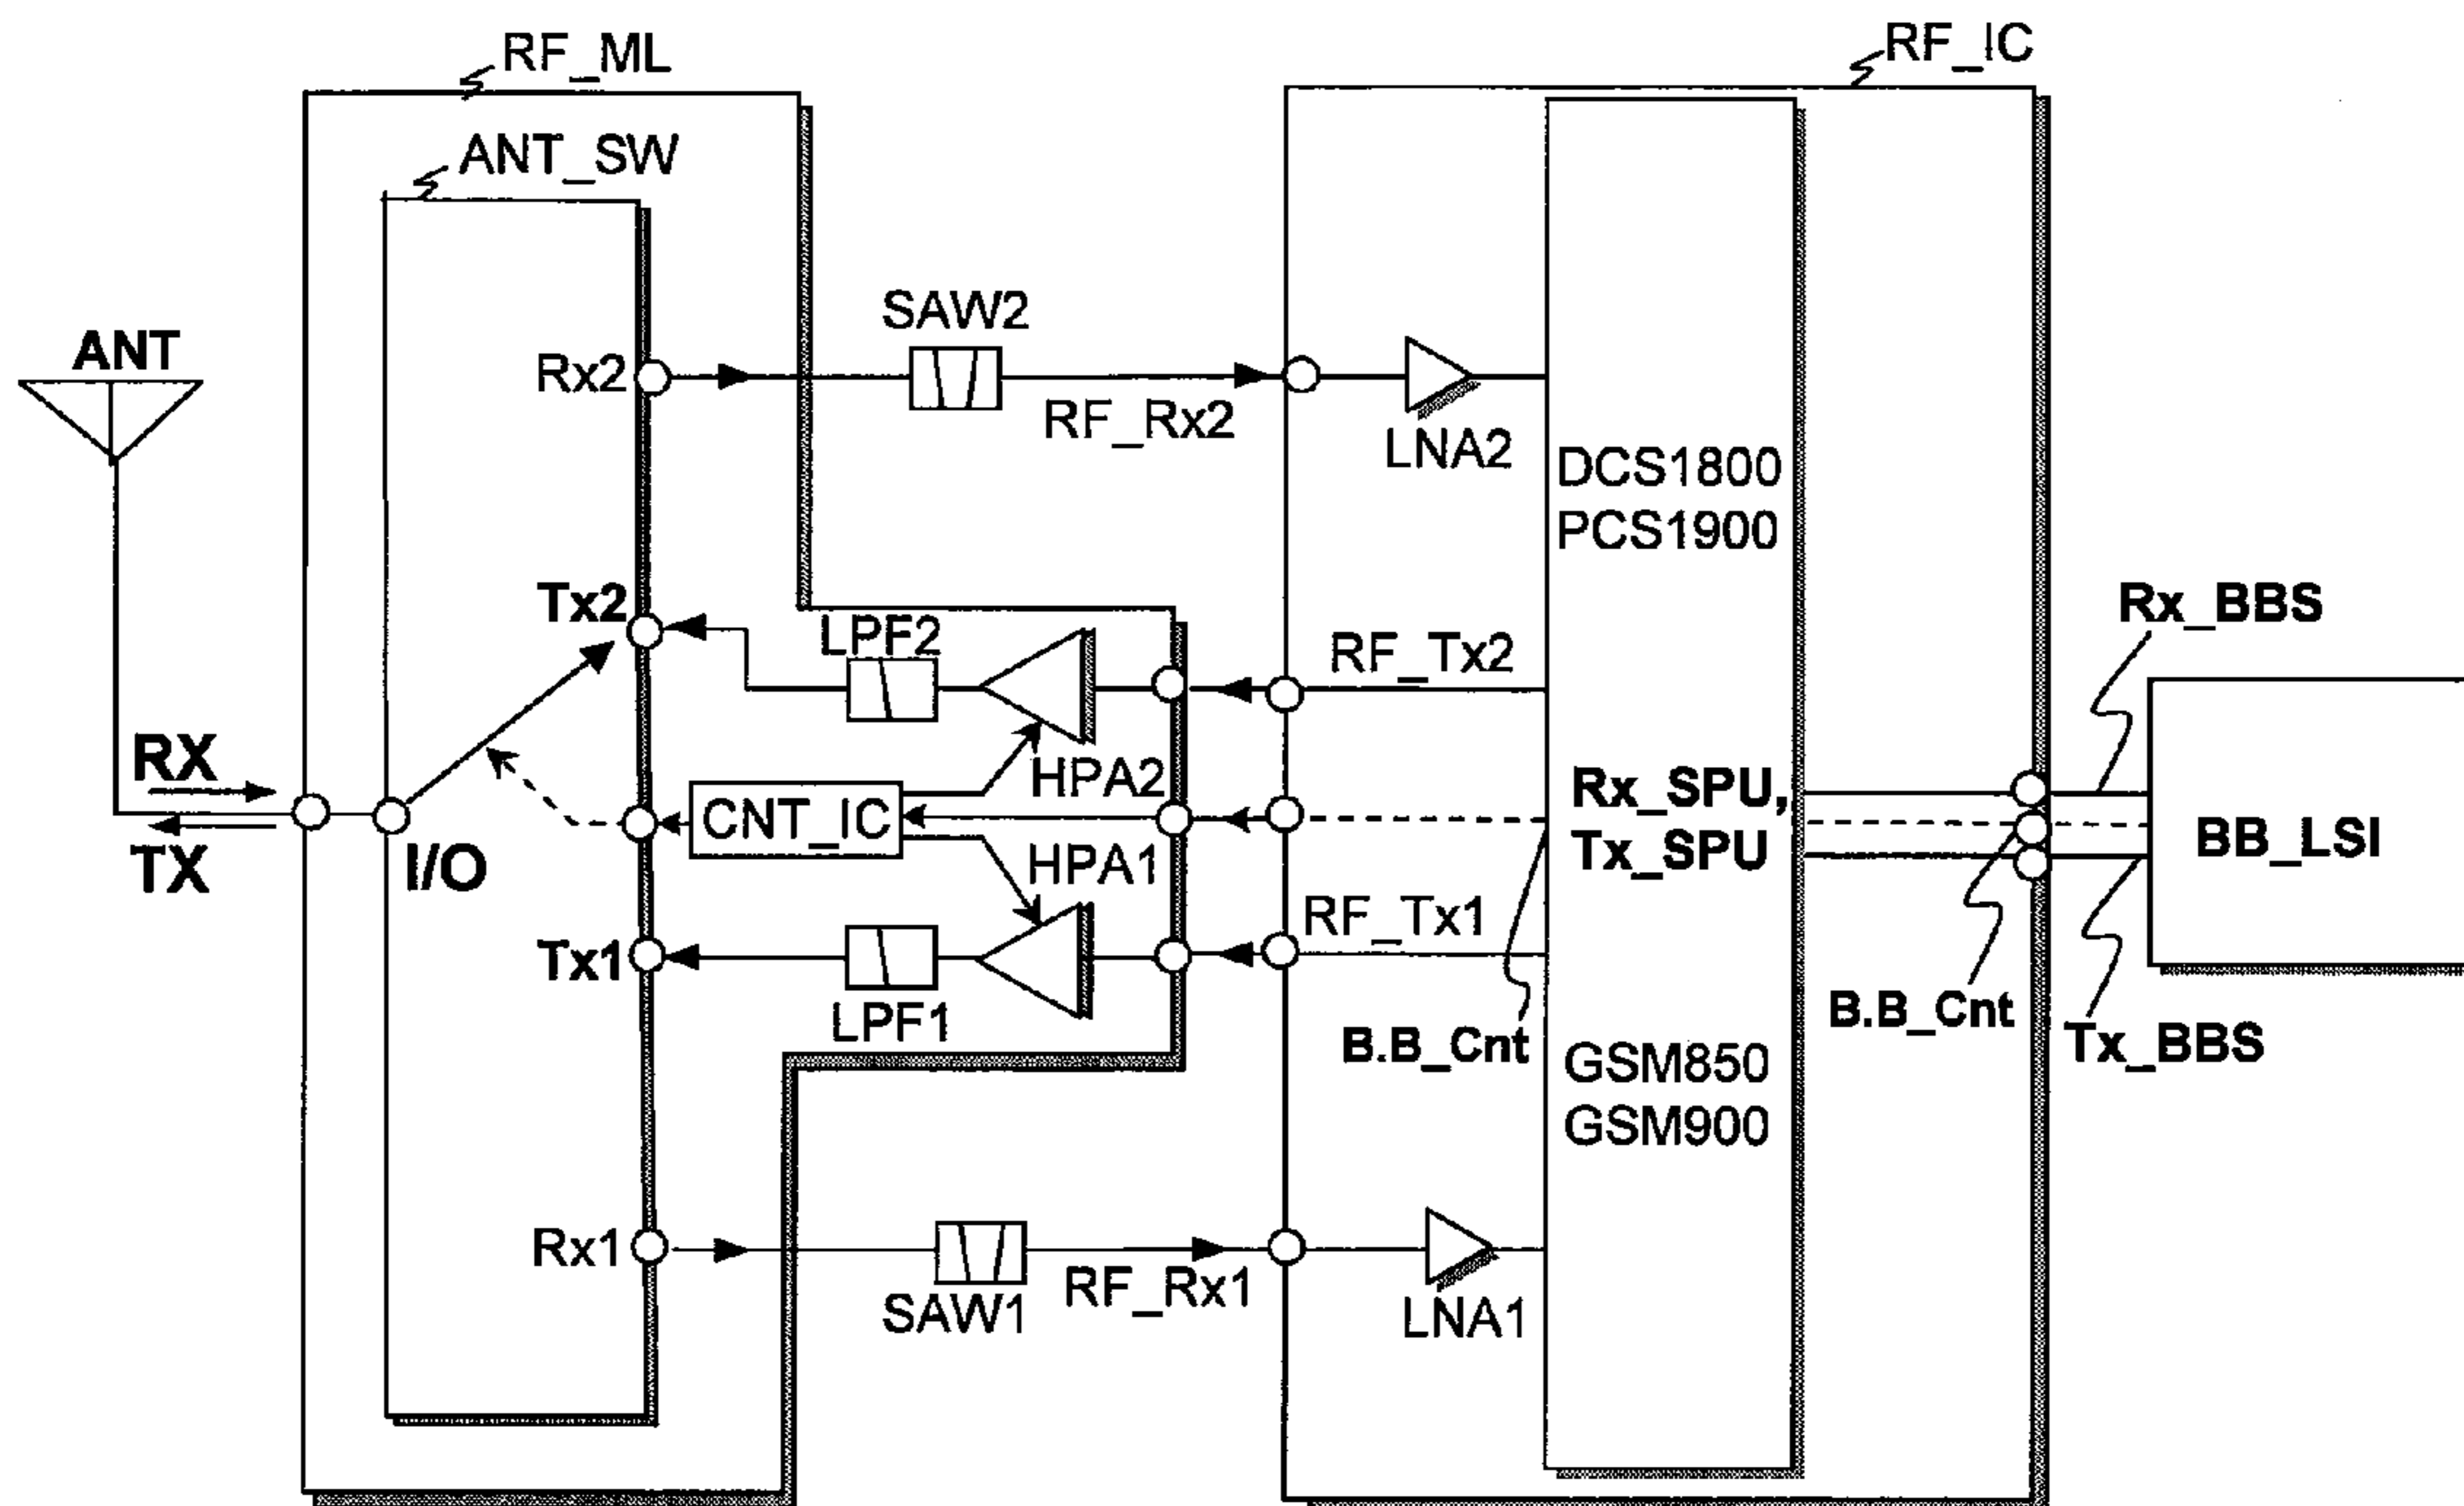 RF_ML
RF_IC
ANT_SW
SAW2
ANT
Rx2
RF_Rx2
LNA2
DCS1800
PCS1900
Tx2
LPF2
RF_Tx2
Rx_BBS
RX
HPA2
CNT_IC
Rx_SPU,
Tx_SPU
BB_LSI
TX
I/O
HPA1
RF_Tx1
Tx1
LPF1
B.B_Cnt
B.B_Cnt
Tx_BBS
GSM850
GSM900
Rx1
SAW1
RF_Rx1
LNA1